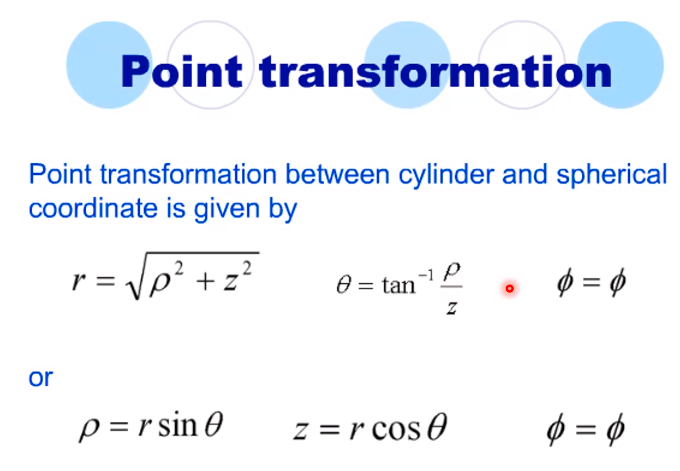 Point transformation
Point transformation between cylinder and spherical
coordinate is given by
r = √(ρ² + z²) θ = tan⁻¹ ρ/z ϕ = ϕ
or
ρ = r sin θ z = r cos θ ϕ = ϕ